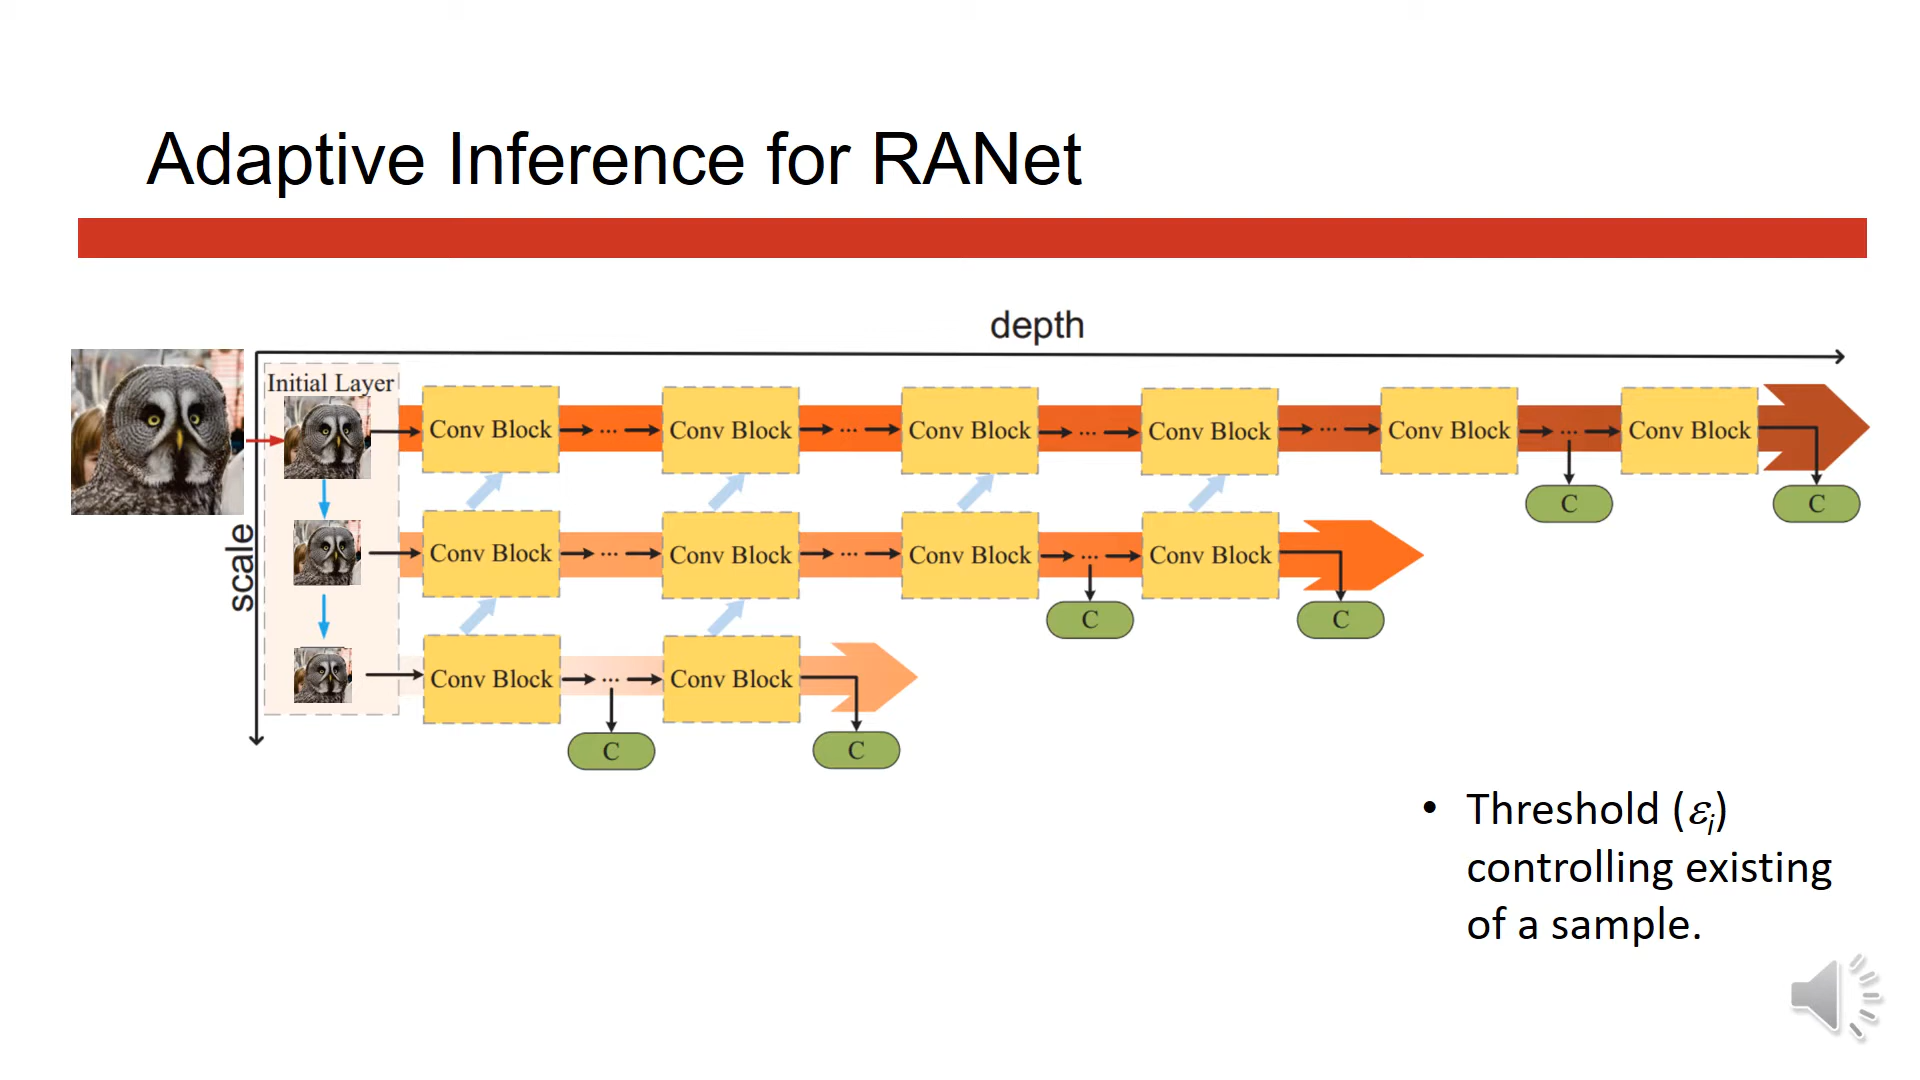 Adaptive Inference for RANet
depth
scale
Initial Layer
Conv Block ... Conv Block ... Conv Block ... Conv Block ... Conv Block ... Conv Block
C C
Conv Block ... Conv Block ... Conv Block ... Conv Block
C C
Conv Block ... Conv Block
C C
• Threshold (εi)
controlling existing
of a sample.